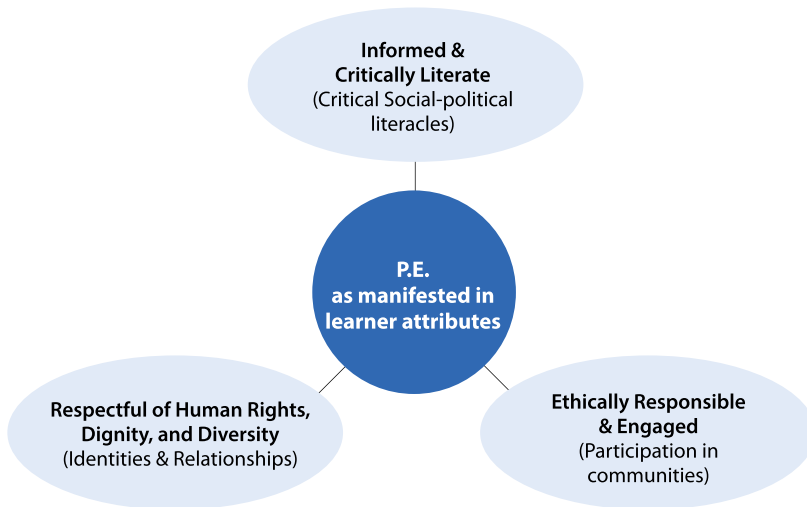 Informed &
Critically Literate
(Critical Social-political
literacles)
P.E.
as manifested in
learner attributes
Respectful of Human Rights,
Dignity, and Diversity
(Identities & Relationships)
Ethically Responsible
& Engaged
(Participation in
communities)